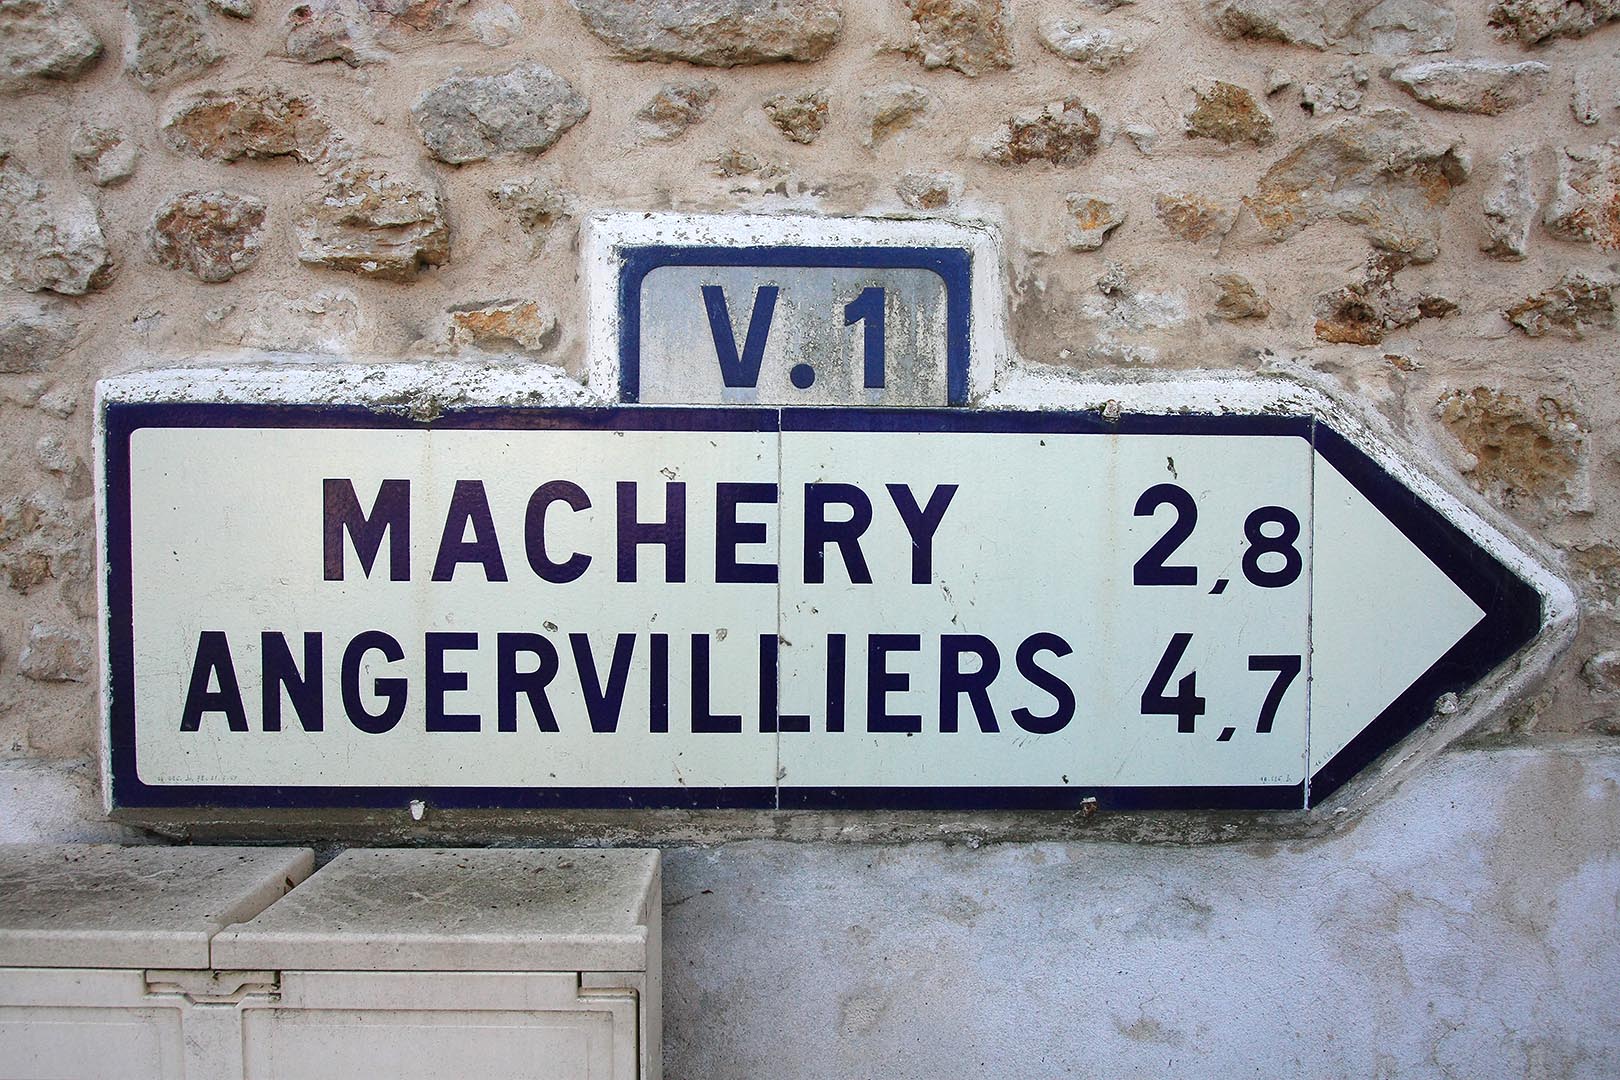 V.1
MACHERY 2,8
ANGERVILLIERS 4,7